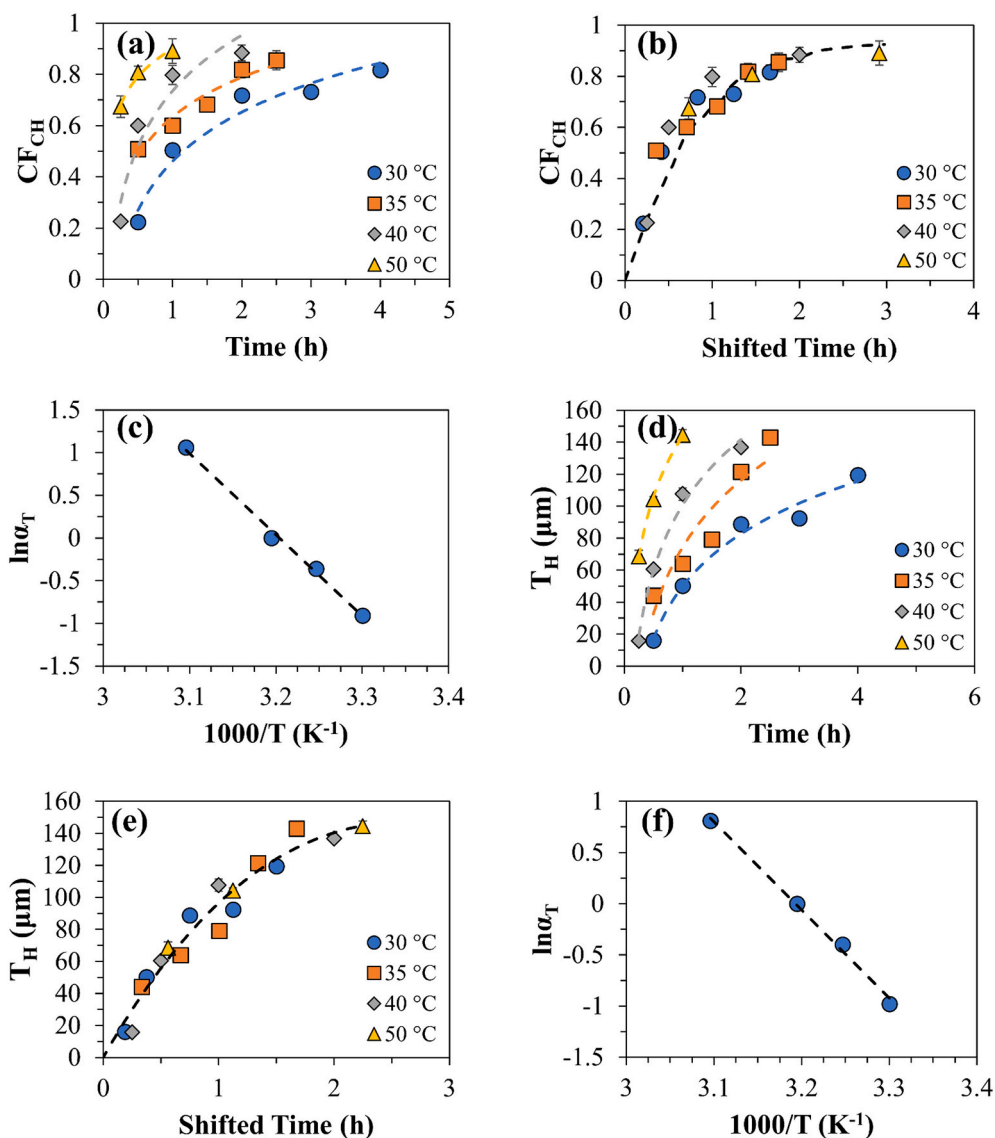 (a)
1
0.8
0.6
0.4
0.2
0
CF_CH
30 °C
35 °C
40 °C
50 °C
0 1 2 3 4 5
Time (h)
(b)
1
0.8
0.6
0.4
0.2
0
CF_CH
30 °C
35 °C
40 °C
50 °C
0 1 2 3 4
Shifted Time (h)
(c)
1.5
1
0.5
0
-0.5
-1
-1.5
lnα_T
3 3.1 3.2 3.3 3.4
1000/T (K⁻¹)
(d)
160
140
120
100
80
60
40
20
0
T_H (μm)
30 °C
35 °C
40 °C
50 °C
0 2 4 6
Time (h)
(e)
160
140
120
100
80
60
40
20
0
T_H (μm)
30 °C
35 °C
40 °C
50 °C
0 1 2 3
Shifted Time (h)
(f)
1
0.5
0
-0.5
-1
-1.5
lnα_T
3 3.1 3.2 3.3 3.4
1000/T (K⁻¹)